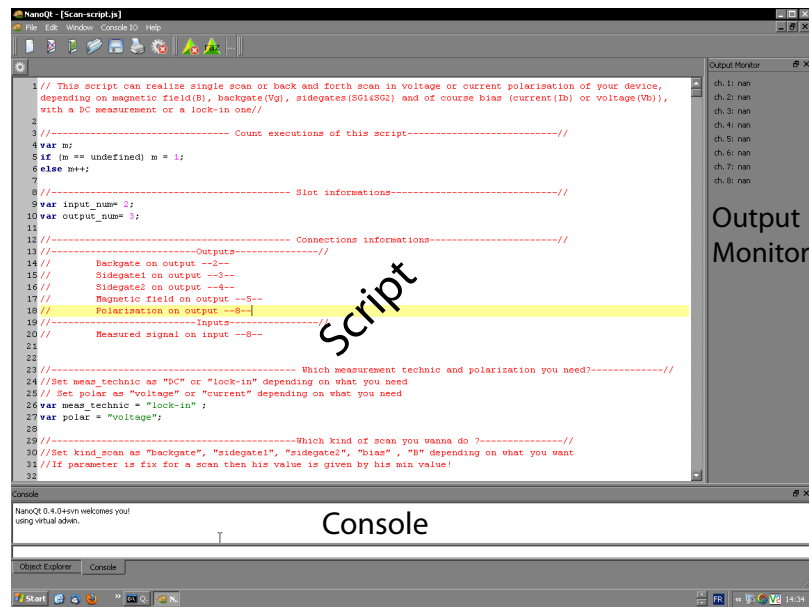 NanoQt - [Scan-script.js]
File Edit Window Console IO Help
raz
Output Monitor
1 // This script can realize single scan or back and forth scan in voltage or current polarisation of your device,
depending on magnetic field(B), backgate(Vg), sidegates(SG1&SG2) and of course bias (current(Ib) or voltage(Vb)),
with a DC measurement or a lock-in one//
2
3 //-------------------------------- Count executions of this script---------------------------//
4 var m;
5 if (m == undefined) m = 1;
6 else m++;
7
8 //------------------------------------------- Slot informations------------------------------//
9 var input_num= 2;
10 var output_num= 3;
11
12 //------------------------------------------- Connections informations-----------------------//
13 //--------------------------Outputs---------------//
14 // Backgate on output --2--
15 // Sidegate1 on output --3--
16 // Sidegate2 on output --4--
17 // Magnetic field on output --5--
18 // Polarisation on output --8--
19 //--------------------------Inputs----------------//
20 // Measured signal on input --8--
21
22
23 //-------------------------------------------- Which measurement technic and polarization you need?-------------//
24 //Set meas_technic as "DC" or "lock-in" depending on what you need
25 // Set polar as "voltage" or "current" depending on what you need
26 var meas_technic = "lock-in" ;
27 var polar = "voltage";
28
29 //--------------------------------------------Which kind of scan you wanna do ?---------------//
30 //Set kind_scan as "backgate", "sidegate1", "sidegate2", "bias" , "B" depending on what you want
31 //If parameter is fix for a scan then his value is given by his min value!
32
Script
ch. 1: nan
ch. 2: nan
ch. 3: nan
ch. 4: nan
ch. 5: nan
ch. 6: nan
ch. 7: nan
ch. 8: nan
Output
Monitor
Console
NanoQt 0.4.0+svn welcomes you!
using virtual adwin.
Console
Object Explorer Console
Start » Q. N.. FR « 14:34